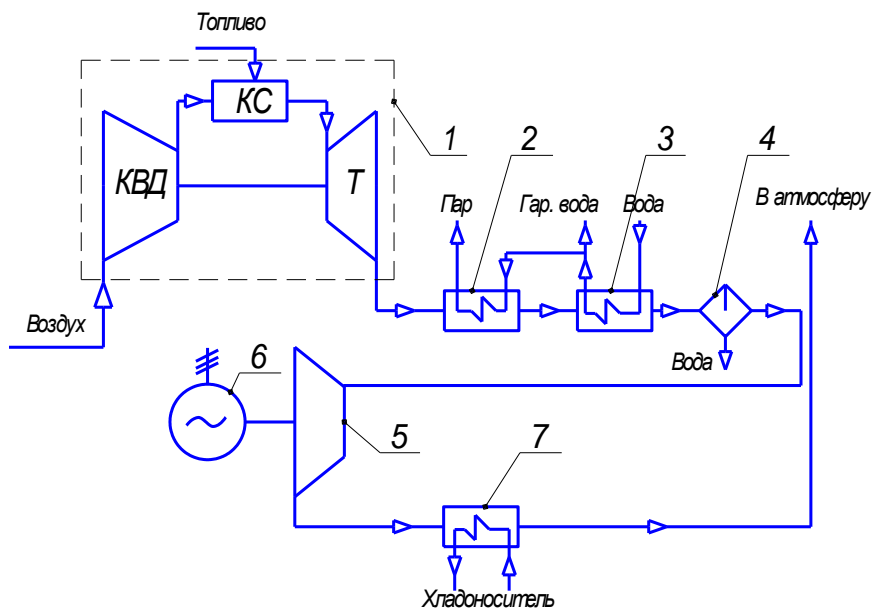 Топливо
КС
1
2
3
4
КВД
Т
Пар
Гар. вода
Вода
В атмосферу
Воздух
Вода
6
5
7
Хладоноситель